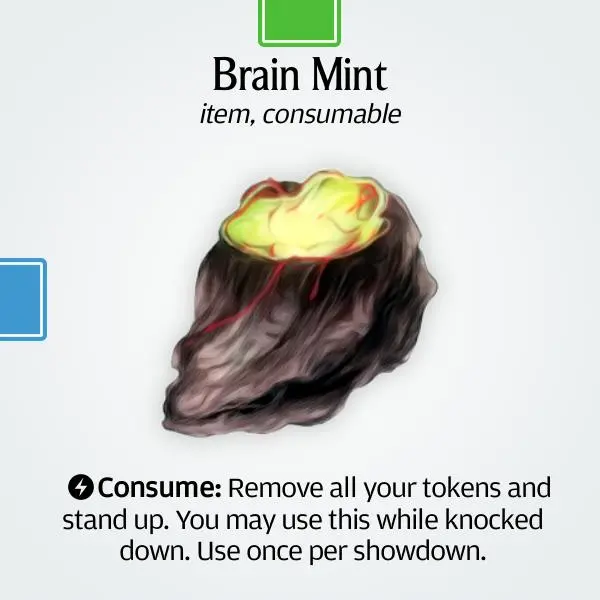 Brain Mint
item, consumable
Consume: Remove all your tokens and
stand up. You may use this while knocked
down. Use once per showdown.